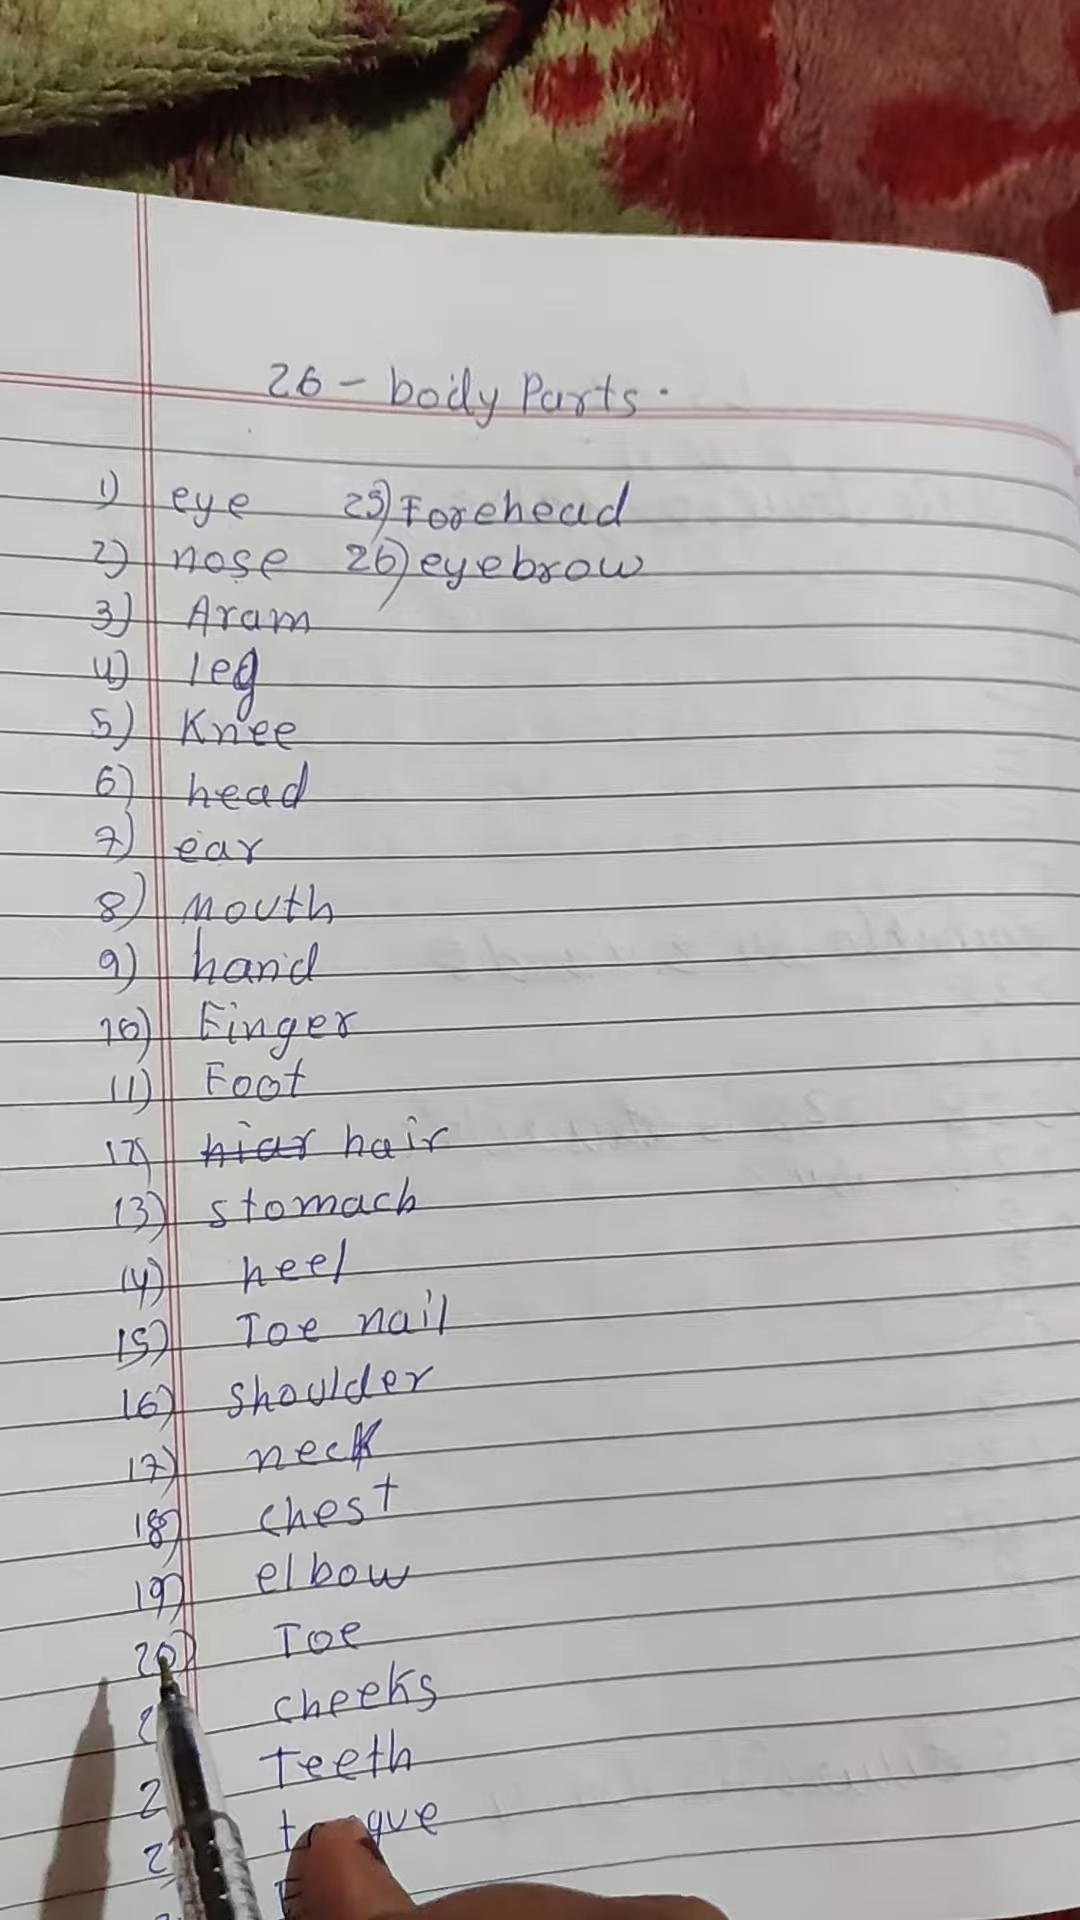 26 - body Parts.
1) eye 25) Forehead
2) nose 26) eyebrow
3) Aram
4) leg
5) Knee
6) head
7) ear
8) Mouth
9) hand
10) Finger
11) Foot
12) hiar hair
13) stomach
14) heel
15) Toe nail
16) shoulder
17) neck
18) chest
19) elbow
20) Toe
cheeks
Teeth